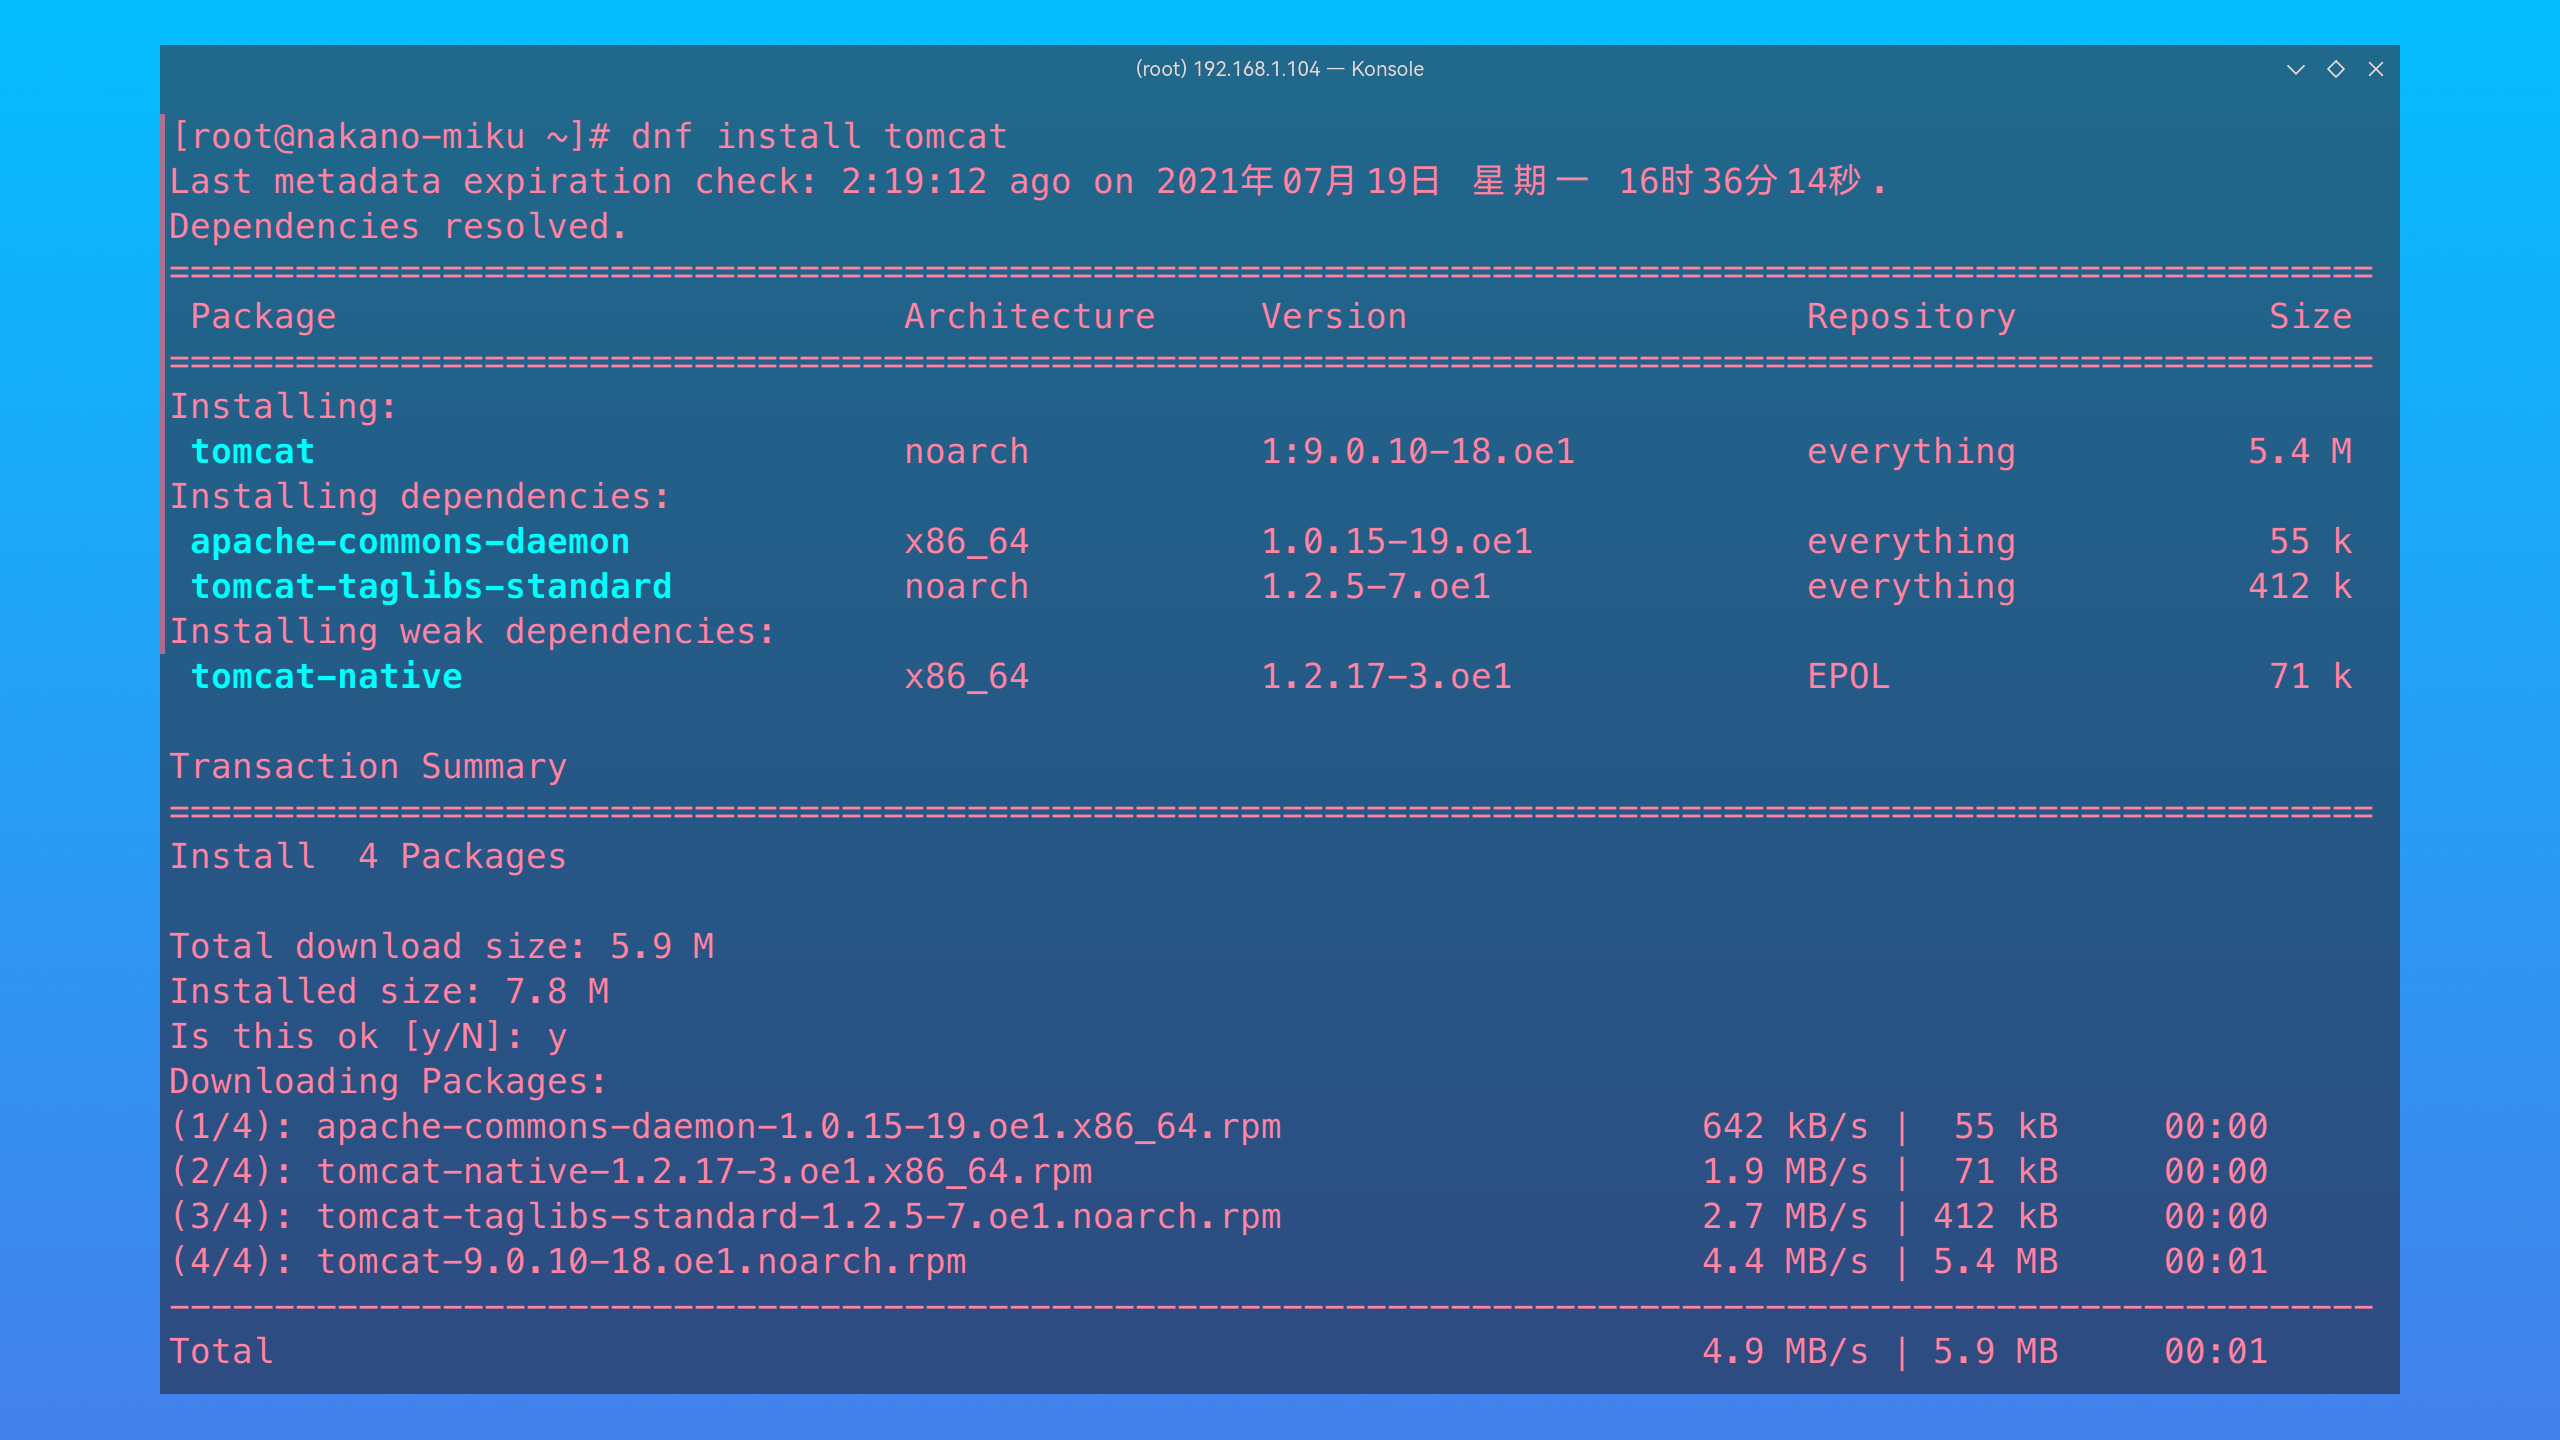 (root) 192.168.1.104 — Konsole
[root@nakano-miku ~]# dnf install tomcat
Last metadata expiration check: 2:19:12 ago on 2021年07月19日 星期一 16时36分14秒.
Dependencies resolved.
=========================================================================================================
 Package                           Architecture     Version                   Repository            Size
=========================================================================================================
Installing:
 tomcat                            noarch           1:9.0.10-18.oe1           everything           5.4 M
Installing dependencies:
 apache-commons-daemon             x86_64           1.0.15-19.oe1             everything            55 k
 tomcat-taglibs-standard           noarch           1.2.5-7.oe1               everything           412 k
Installing weak dependencies:
 tomcat-native                     x86_64           1.2.17-3.oe1              EPOL                  71 k
Transaction Summary
=========================================================================================================
Install  4 Packages
Total download size: 5.9 M
Installed size: 7.8 M
Is this ok [y/N]: y
Downloading Packages:
(1/4): apache-commons-daemon-1.0.15-19.oe1.x86_64.rpm                    642 kB/s |  55 kB     00:00
(2/4): tomcat-native-1.2.17-3.oe1.x86_64.rpm                             1.9 MB/s |  71 kB     00:00
(3/4): tomcat-taglibs-standard-1.2.5-7.oe1.noarch.rpm                    2.7 MB/s | 412 kB     00:00
(4/4): tomcat-9.0.10-18.oe1.noarch.rpm                                   4.4 MB/s | 5.4 MB     00:01
---------------------------------------------------------------------------------------------------------
Total                                                                    4.9 MB/s | 5.9 MB     00:01